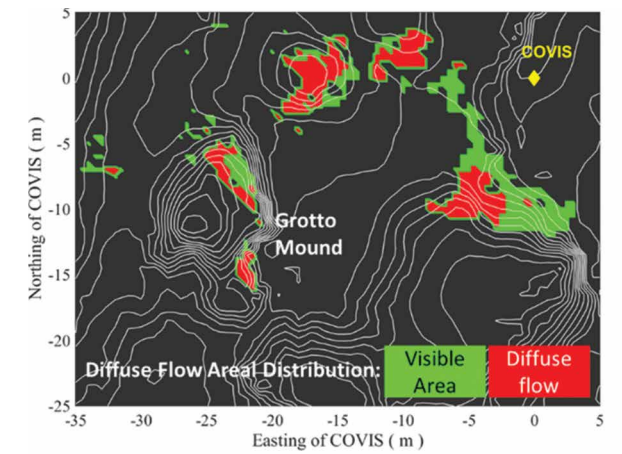 5
0
-5
-10
-15
-20
-25
Northing of COVIS ( m )
COVIS
Grotto
Mound
Diffuse Flow Areal Distribution:
Visible
Area
Diffuse
flow
-35
-30
-25
-20
-15
-10
-5
0
5
Easting of COVIS ( m )